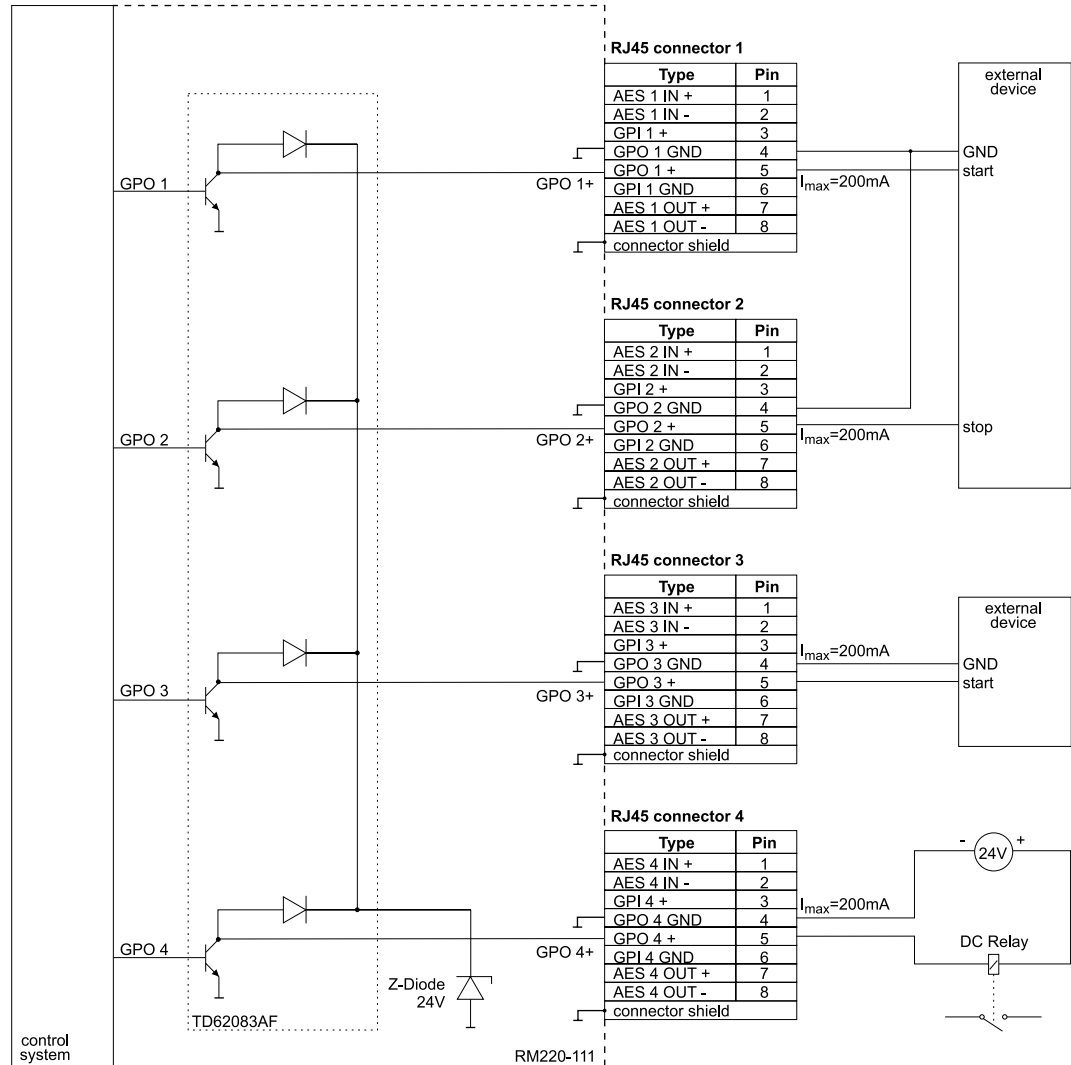 RJ45 connector 1
Type Pin
AES 1 IN + 1
AES 1 IN - 2
GPI 1 + 3
GPO 1 GND 4
GPO 1 + 5
GPI 1 GND 6
AES 1 OUT + 7
AES 1 OUT - 8
connector shield
external
device
GND
start
Imax=200mA
GPO 1
GPO 1+
RJ45 connector 2
Type Pin
AES 2 IN + 1
AES 2 IN - 2
GPI 2 + 3
GPO 2 GND 4
GPO 2 + 5
GPI 2 GND 6
AES 2 OUT + 7
AES 2 OUT - 8
connector shield
Imax=200mA
stop
GPO 2
GPO 2+
RJ45 connector 3
Type Pin
AES 3 IN + 1
AES 3 IN - 2
GPI 3 + 3
GPO 3 GND 4
GPO 3 + 5
GPI 3 GND 6
AES 3 OUT + 7
AES 3 OUT - 8
connector shield
external
device
Imax=200mA
GND
start
GPO 3
GPO 3+
RJ45 connector 4
Type Pin
AES 4 IN + 1
AES 4 IN - 2
GPI 4 + 3
GPO 4 GND 4
GPO 4 + 5
GPI 4 GND 6
AES 4 OUT + 7
AES 4 OUT - 8
connector shield
- 24V +
Imax=200mA
DC Relay
GPO 4
GPO 4+
Z-Diode
24V
TD62083AF
control
system
RM220-111